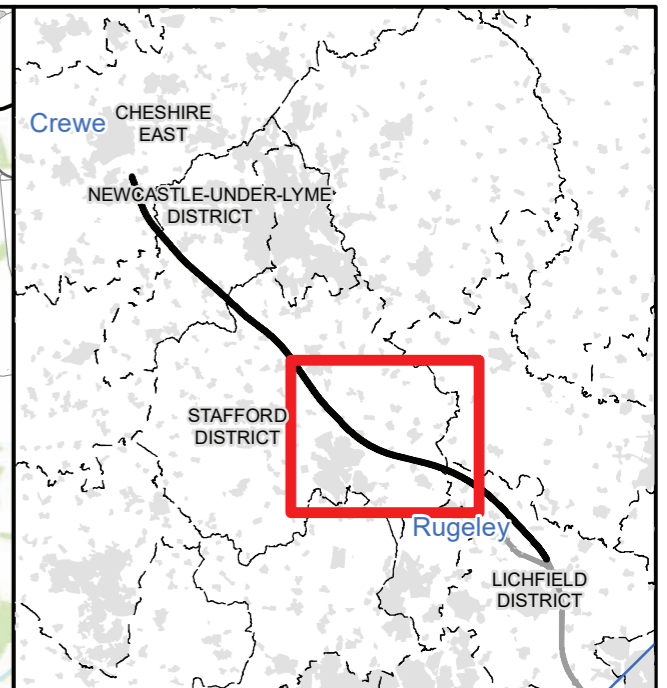 Crewe
CHESHIRE
EAST
NEWCASTLE-UNDER-LYME
DISTRICT
STAFFORD
DISTRICT
Rugeley
LICHFIELD
DISTRICT